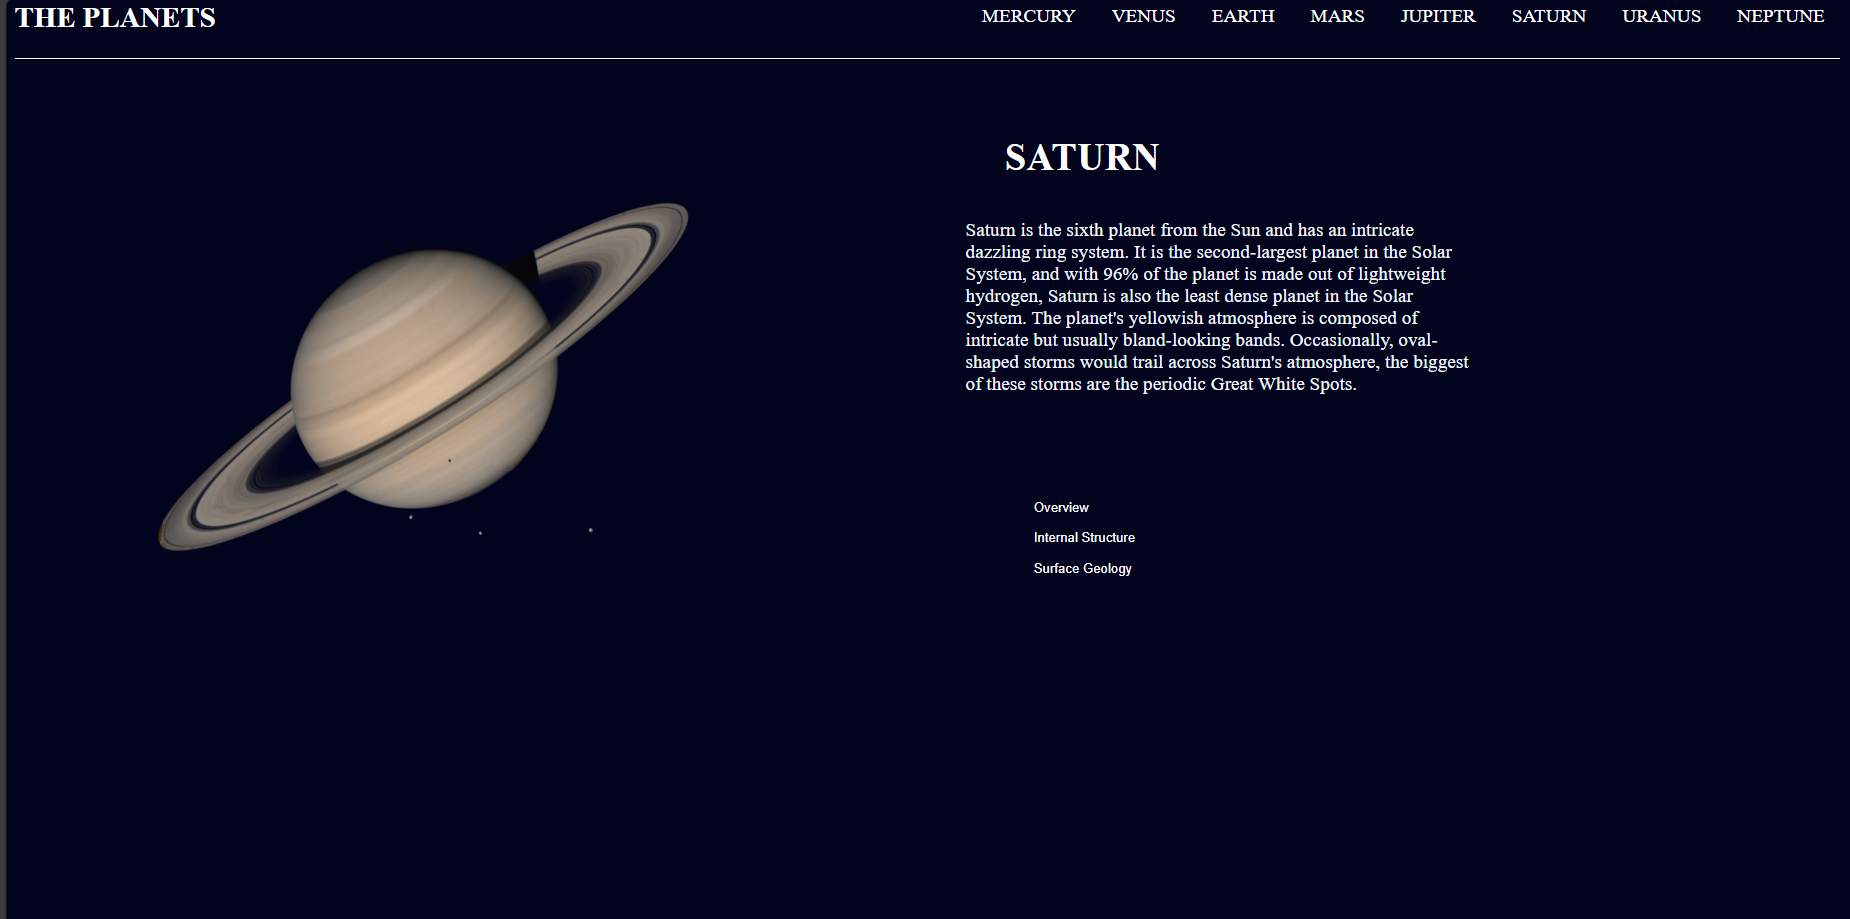 THE PLANETS
MERCURY VENUS EARTH MARS JUPITER SATURN URANUS NEPTUNE
SATURN
Saturn is the sixth planet from the Sun and has an intricate
dazzling ring system. It is the second-largest planet in the Solar
System, and with 96% of the planet is made out of lightweight
hydrogen, Saturn is also the least dense planet in the Solar
System. The planet's yellowish atmosphere is composed of
intricate but usually bland-looking bands. Occasionally, oval-
shaped storms would trail across Saturn's atmosphere, the biggest
of these storms are the periodic Great White Spots.
Overview
Internal Structure
Surface Geology